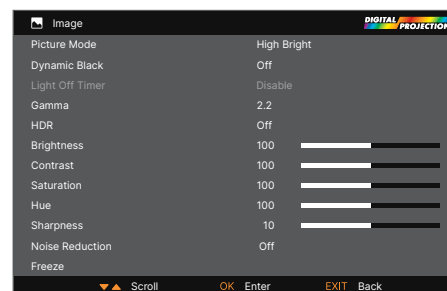 Image
DIGITAL PROJECTION
Picture Mode High Bright
Dynamic Black Off
Light Off Timer Disable
Gamma 2.2
HDR Off
Brightness 100
Contrast 100
Saturation 100
Hue 100
Sharpness 10
Noise Reduction Off
Freeze
Scroll OK Enter EXIT Back